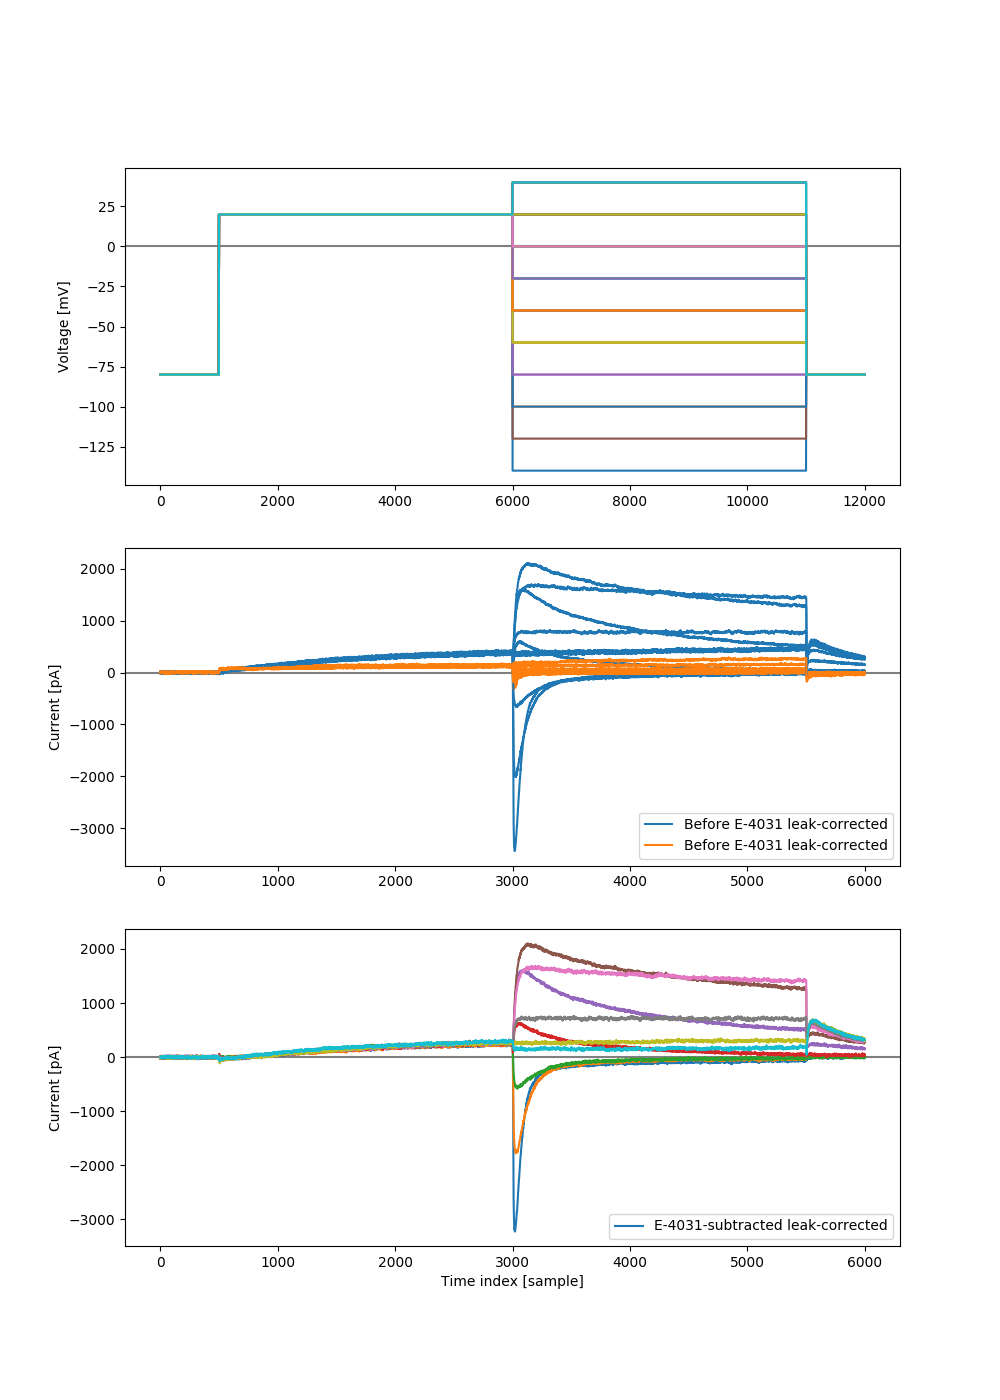 25
0
−25
−50
−75
−100
−125
Voltage [mV]
0 2000 4000 6000 8000 10000 12000
2000
1000
0
−1000
−2000
−3000
Current [pA]
Before E-4031 leak-corrected
Before E-4031 leak-corrected
0 1000 2000 3000 4000 5000 6000
2000
1000
0
−1000
−2000
−3000
Current [pA]
E-4031-subtracted leak-corrected
0 1000 2000 3000 4000 5000 6000
Time index [sample]